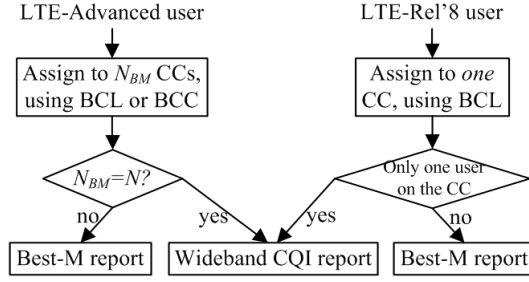 LTE-Advanced user
Assign to N_BM CCs,
using BCL or BCC
N_BM=N?
no
yes
Best-M report
Wideband CQI report
LTE-Rel'8 user
Assign to one
CC, using BCL
Only one user
on the CC
yes
no
Best-M report